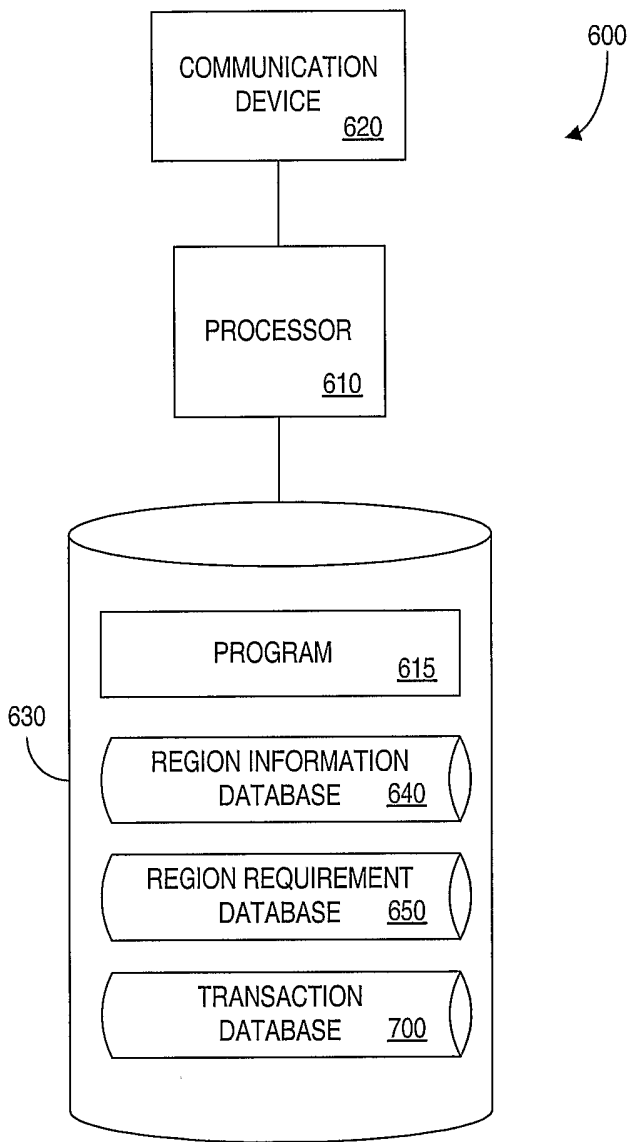 600
COMMUNICATION
DEVICE
620
PROCESSOR
610
PROGRAM
615
630
REGION INFORMATION
DATABASE 640
REGION REQUIREMENT
DATABASE 650
TRANSACTION
DATABASE 700